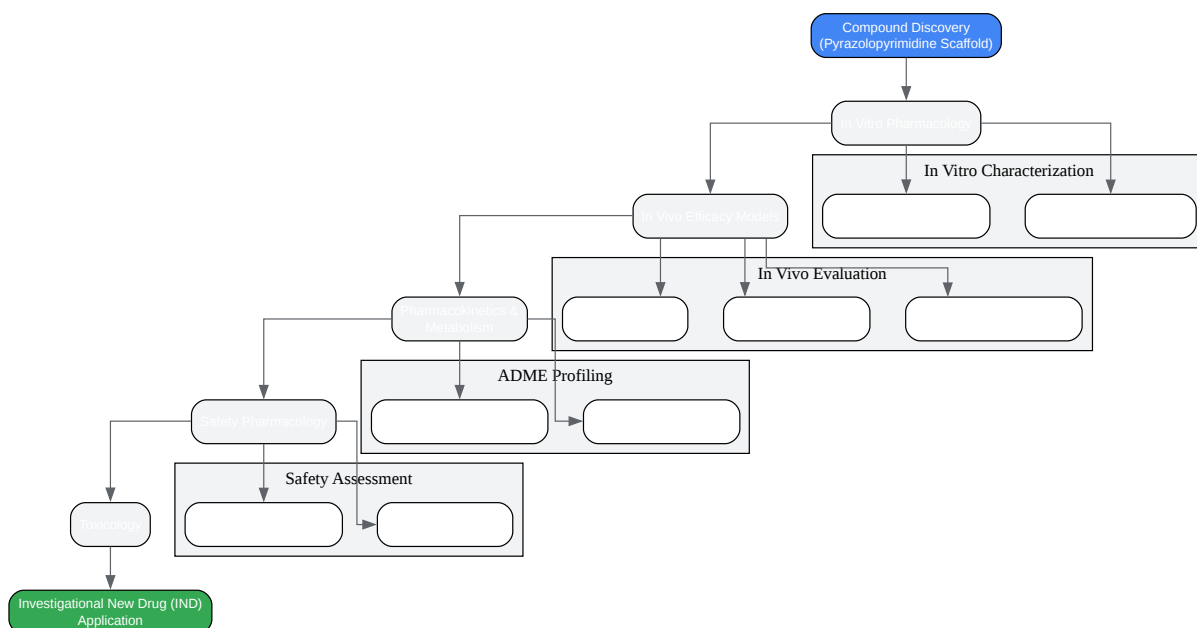 Compound Discovery
(Pyrazolopyrimidine Scaffold)
In Vitro Pharmacology
In Vitro Characterization
In Vivo Efficacy Models
In Vivo Evaluation
Pharmacokinetics &
Metabolism
ADME Profiling
Safety Pharmacology
Safety Assessment
Toxicology
Investigational New Drug (IND)
Application